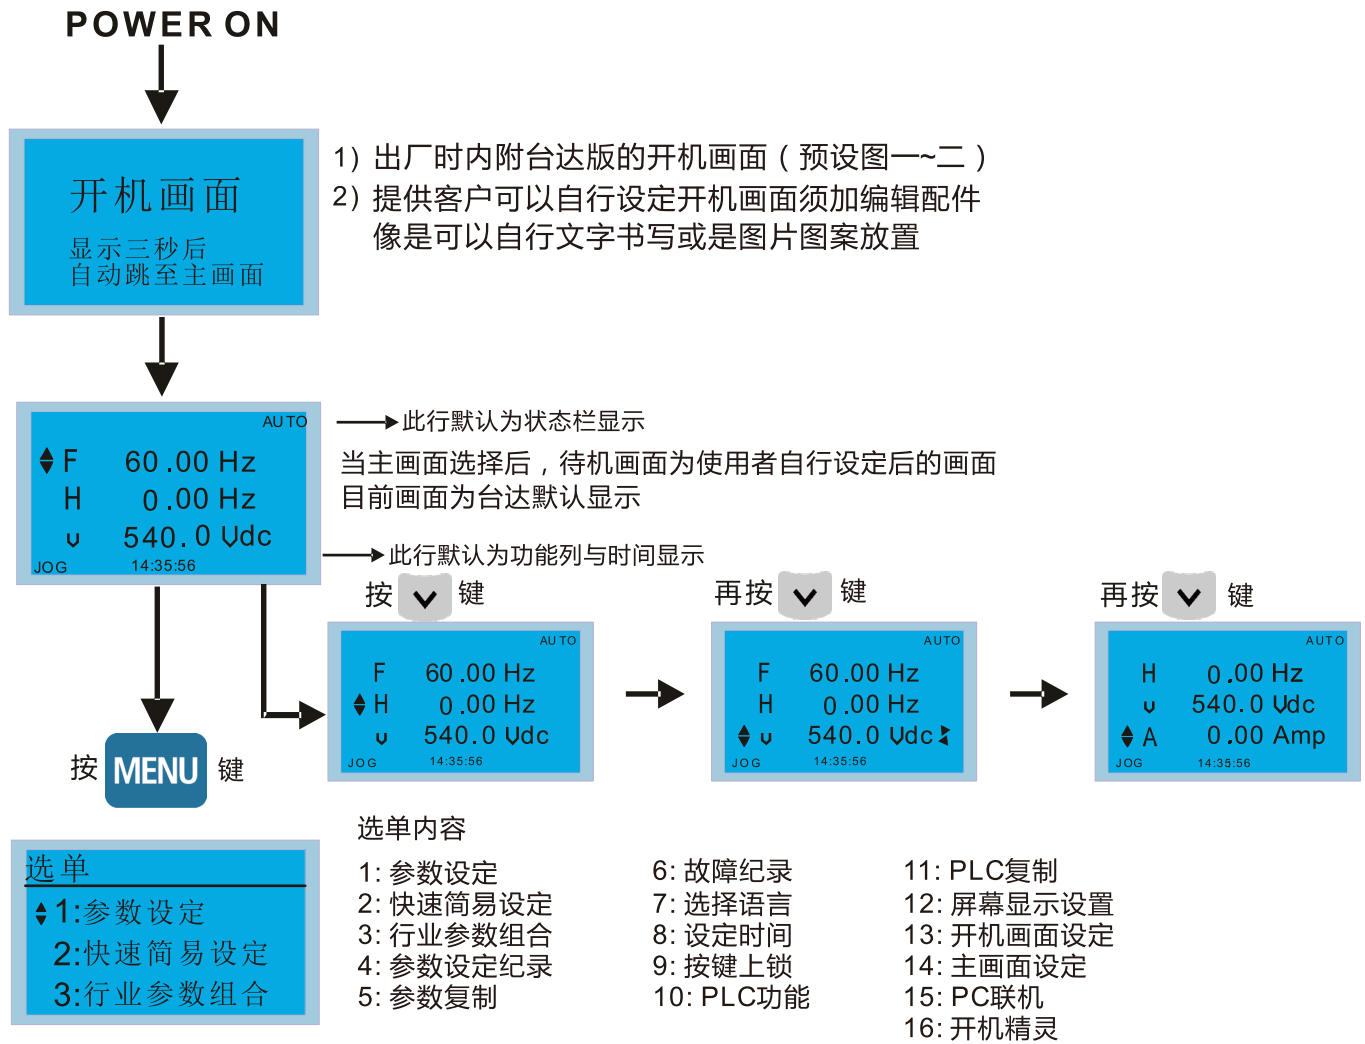 POWER ON
开机画面
显示三秒后
自动跳至主画面
1) 出厂时内附台达版的开机画面（预设图一~二）
2) 提供客户可以自行设定开机画面须加编辑配件
像是可以自行文字书写或是图片图案放置
AUTO
F 60.00 Hz
H 0.00 Hz
u 540.0 Vdc
JOG 14:35:56
此行默认为状态栏显示
当主画面选择后，待机画面为使用者自行设定后的画面
目前画面为台达默认显示
此行默认为功能列与时间显示
按 键
AUTO
F 60.00 Hz
H 0.00 Hz
u 540.0 Vdc
JOG 14:35:56
再按 键
AUTO
F 60.00 Hz
H 0.00 Hz
u 540.0 Vdc
JOG 14:35:56
再按 键
AUTO
H 0.00 Hz
u 540.0 Vdc
A 0.00 Amp
JOG 14:35:56
按 MENU 键
选单
1:参数设定
2:快速简易设定
3:行业参数组合
选单内容
1: 参数设定
2: 快速简易设定
3: 行业参数组合
4: 参数设定纪录
5: 参数复制
6: 故障纪录
7: 选择语言
8: 设定时间
9: 按键上锁
10: PLC功能
11: PLC复制
12: 屏幕显示设置
13: 开机画面设定
14: 主画面设定
15: PC联机
16: 开机精灵